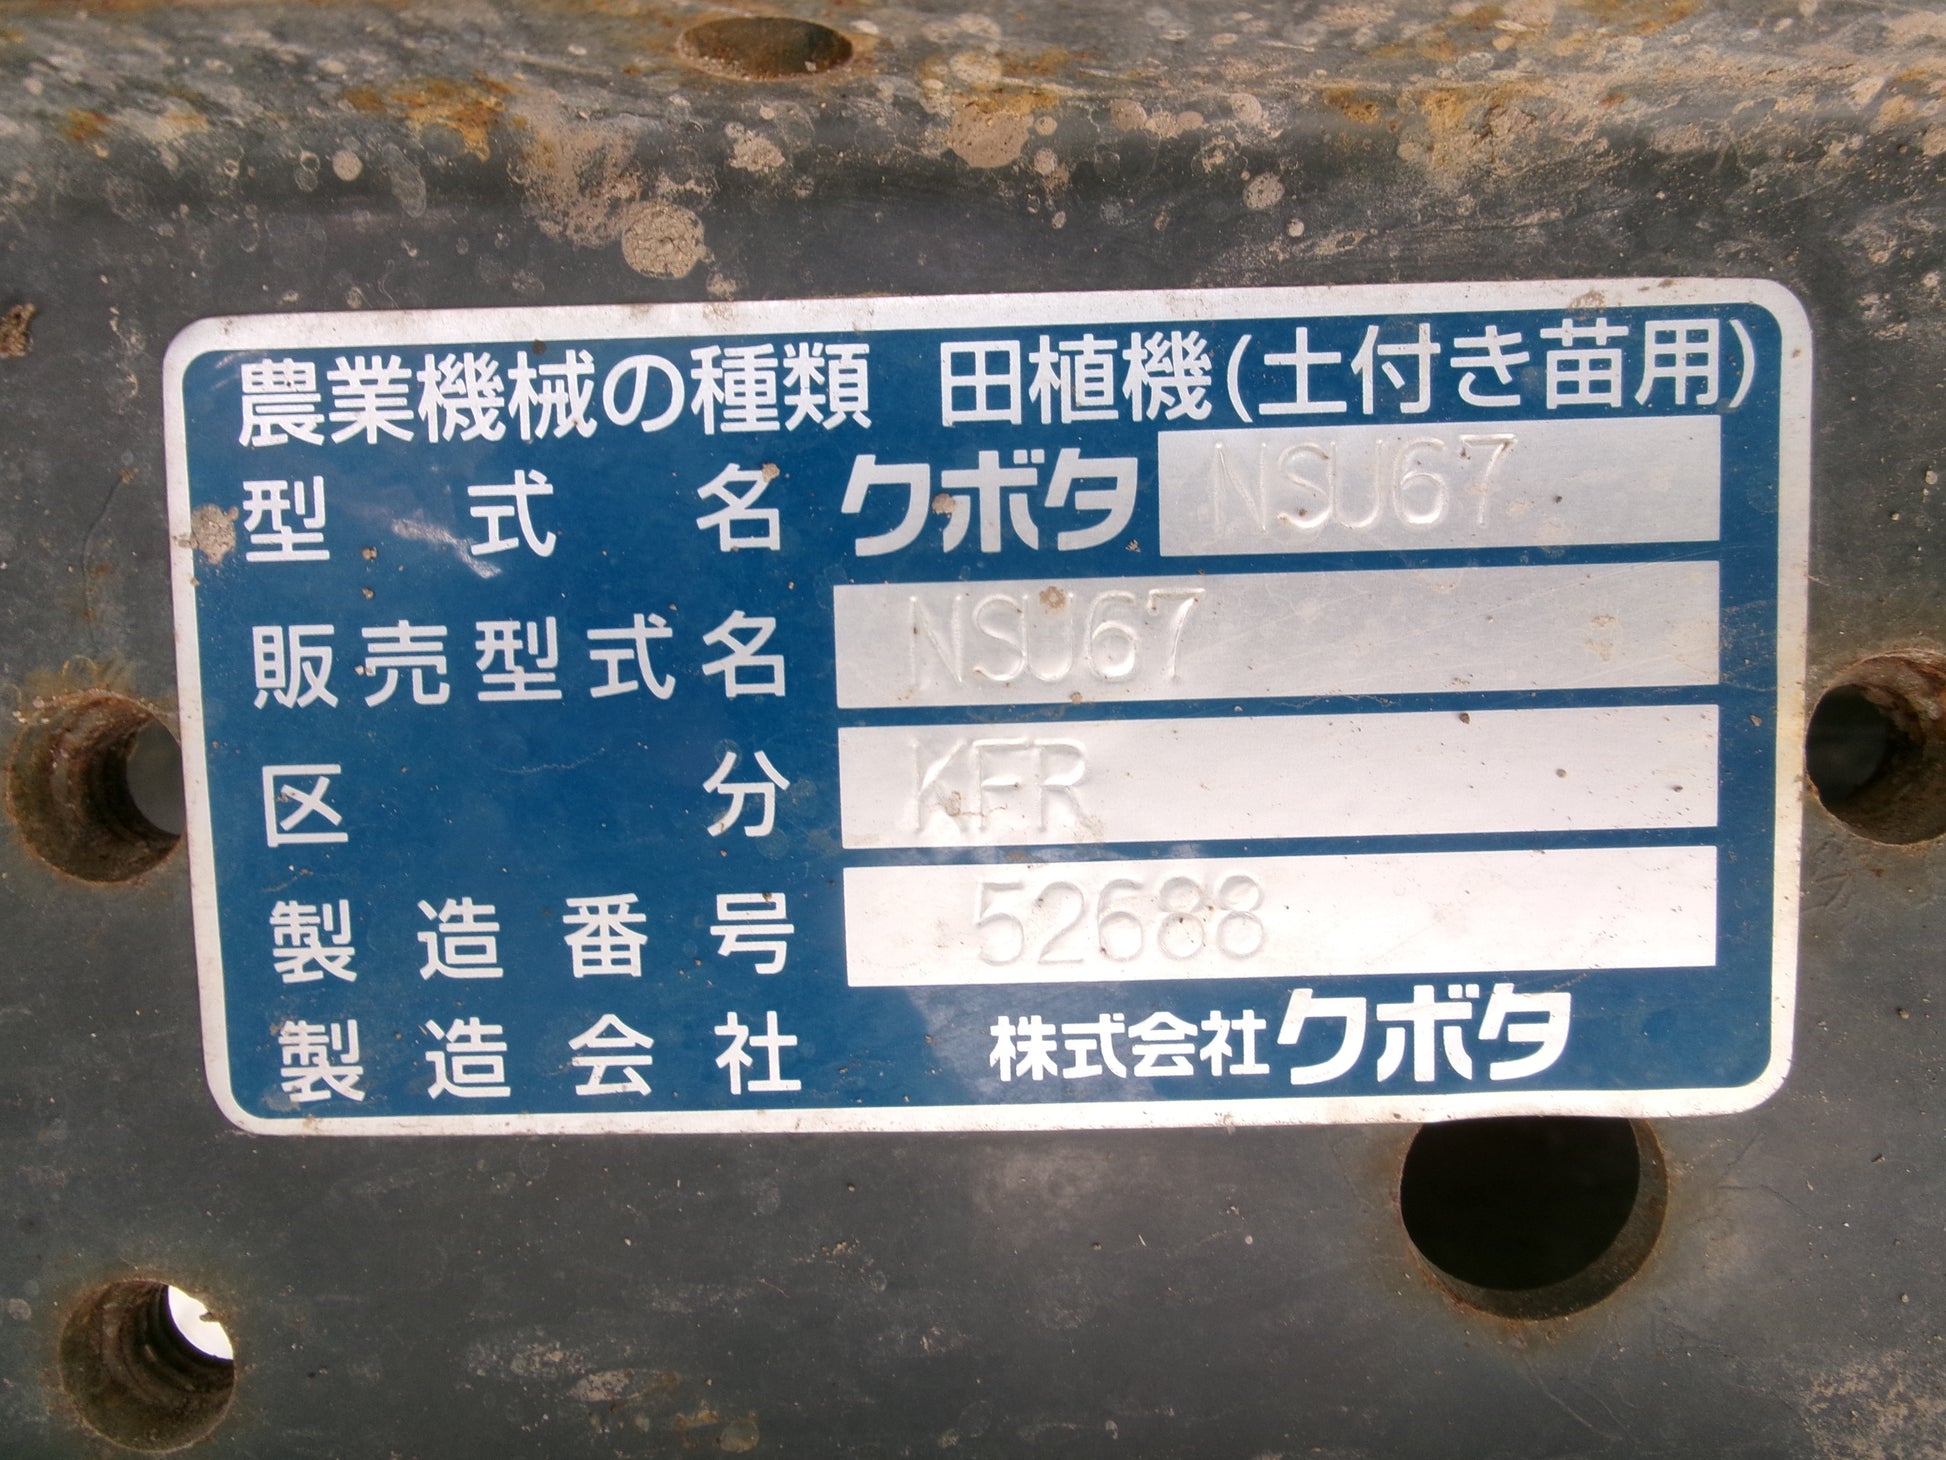 農業機械の種類 田植機(土付き苗用)
型式名 クボタ NSU67
販売型式名 NSU67
区分 KFR
製造番号 52688
製造会社 株式会社クボタ